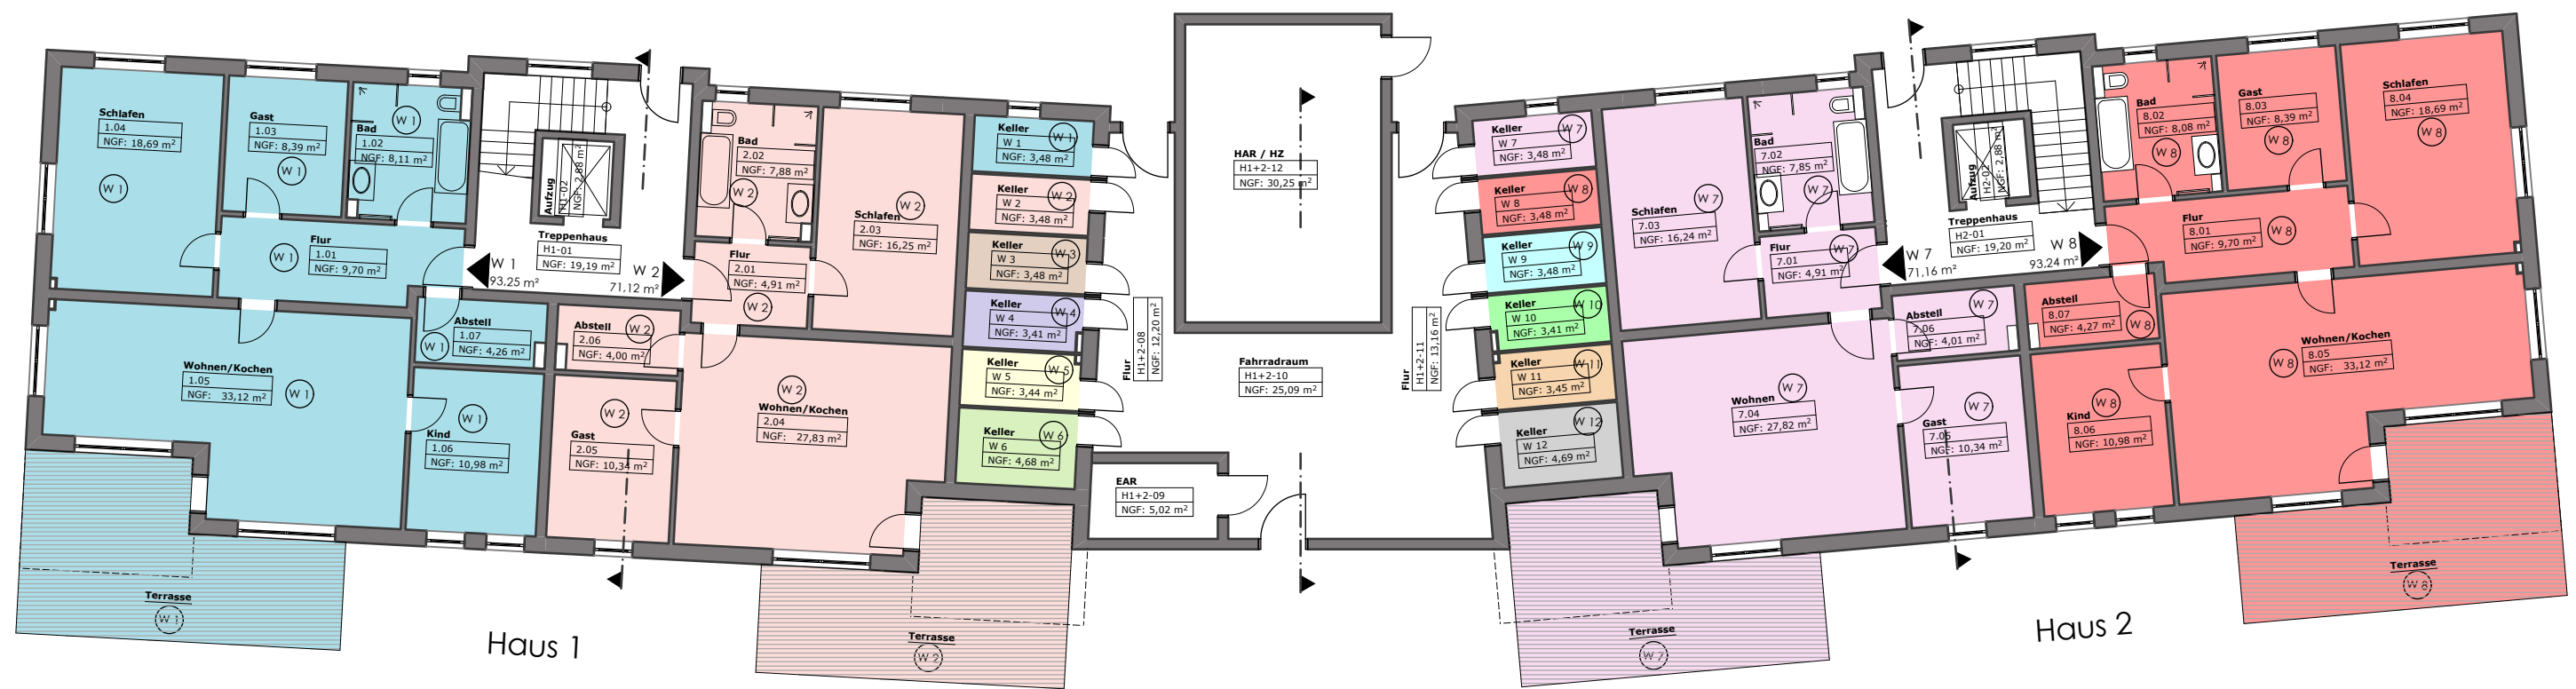 Schlafen
1.04
NGF: 18,69 m²
W 1
Gast
1.03
NGF: 8,39 m²
W 1
W 1
Bad
1.02
NGF: 8,11 m²
Flur
1.01
NGF: 9,70 m²
W 1
Wohnen/Kochen
1.05
NGF: 33,12 m²
W 1
Abstell
1.07
NGF: 4,26 m²
W 1
W 1
Kind
1.06
NGF: 10,98 m²
Terrasse
W 1
Aufzug
H1-02
NGF: 2,88 m²
Treppenhaus
H1-01
NGF: 19,19 m²
W 1
93,25 m²
W 2
71,12 m²
Bad
2.02
NGF: 7,88 m²
W 2
W 2
Schlafen
2.03
NGF: 16,25 m²
Flur
2.01
NGF: 4,91 m²
W 2
Abstell
2.06
NGF: 4,00 m²
W 2
W 2
Gast
2.05
NGF: 10,34 m²
W 2
Wohnen/Kochen
2.04
NGF: 27,83 m²
Terrasse
W 2
Haus 1
Keller
W 1
NGF: 3,48 m²
W 1
Keller
W 2
NGF: 3,48 m²
W 2
Keller
W 3
NGF: 3,48 m²
W 3
Keller
W 4
NGF: 3,41 m²
W 4
Keller
W 5
NGF: 3,44 m²
W 5
Keller
W 6
NGF: 4,68 m²
W 6
Flur
H1+2-08
NGF: 12,20 m²
HAR / HZ
H1+2-12
NGF: 30,25 m²
Fahrradraum
H1+2-10
NGF: 25,09 m²
EAR
H1+2-09
NGF: 5,02 m²
Flur
H1+2-11
NGF: 13,16 m²
Keller
W 7
NGF: 3,48 m²
W 7
Keller
W 8
NGF: 3,48 m²
W 8
Keller
W 9
NGF: 3,48 m²
W 9
Keller
W 10
NGF: 3,41 m²
W 10
Keller
W 11
NGF: 3,45 m²
W 11
Keller
W 12
NGF: 4,69 m²
W 12
Schlafen
7.03
NGF: 16,24 m²
W 7
Bad
7.02
NGF: 7,85 m²
W 7
Flur
7.01
NGF: 4,91 m²
W 7
W 7
71,16 m²
W 8
93,24 m²
Aufzug
H2-02
NGF: 2,88 m²
Treppenhaus
H2-01
NGF: 19,20 m²
Abstell
7.06
NGF: 4,01 m²
W 7
W 7
Wohnen
7.04
NGF: 27,82 m²
W 7
Gast
7.05
NGF: 10,34 m²
Terrasse
W 7
Bad
8.02
NGF: 8,08 m²
W 8
Gast
8.03
NGF: 8,39 m²
W 8
Schlafen
8.04
NGF: 18,69 m²
W 8
Flur
8.01
NGF: 9,70 m²
W 8
Abstell
8.07
NGF: 4,27 m²
W 8
Wohnen/Kochen
8.05
NGF: 33,12 m²
W 8
W 8
Kind
8.06
NGF: 10,98 m²
Terrasse
W 8
Haus 2